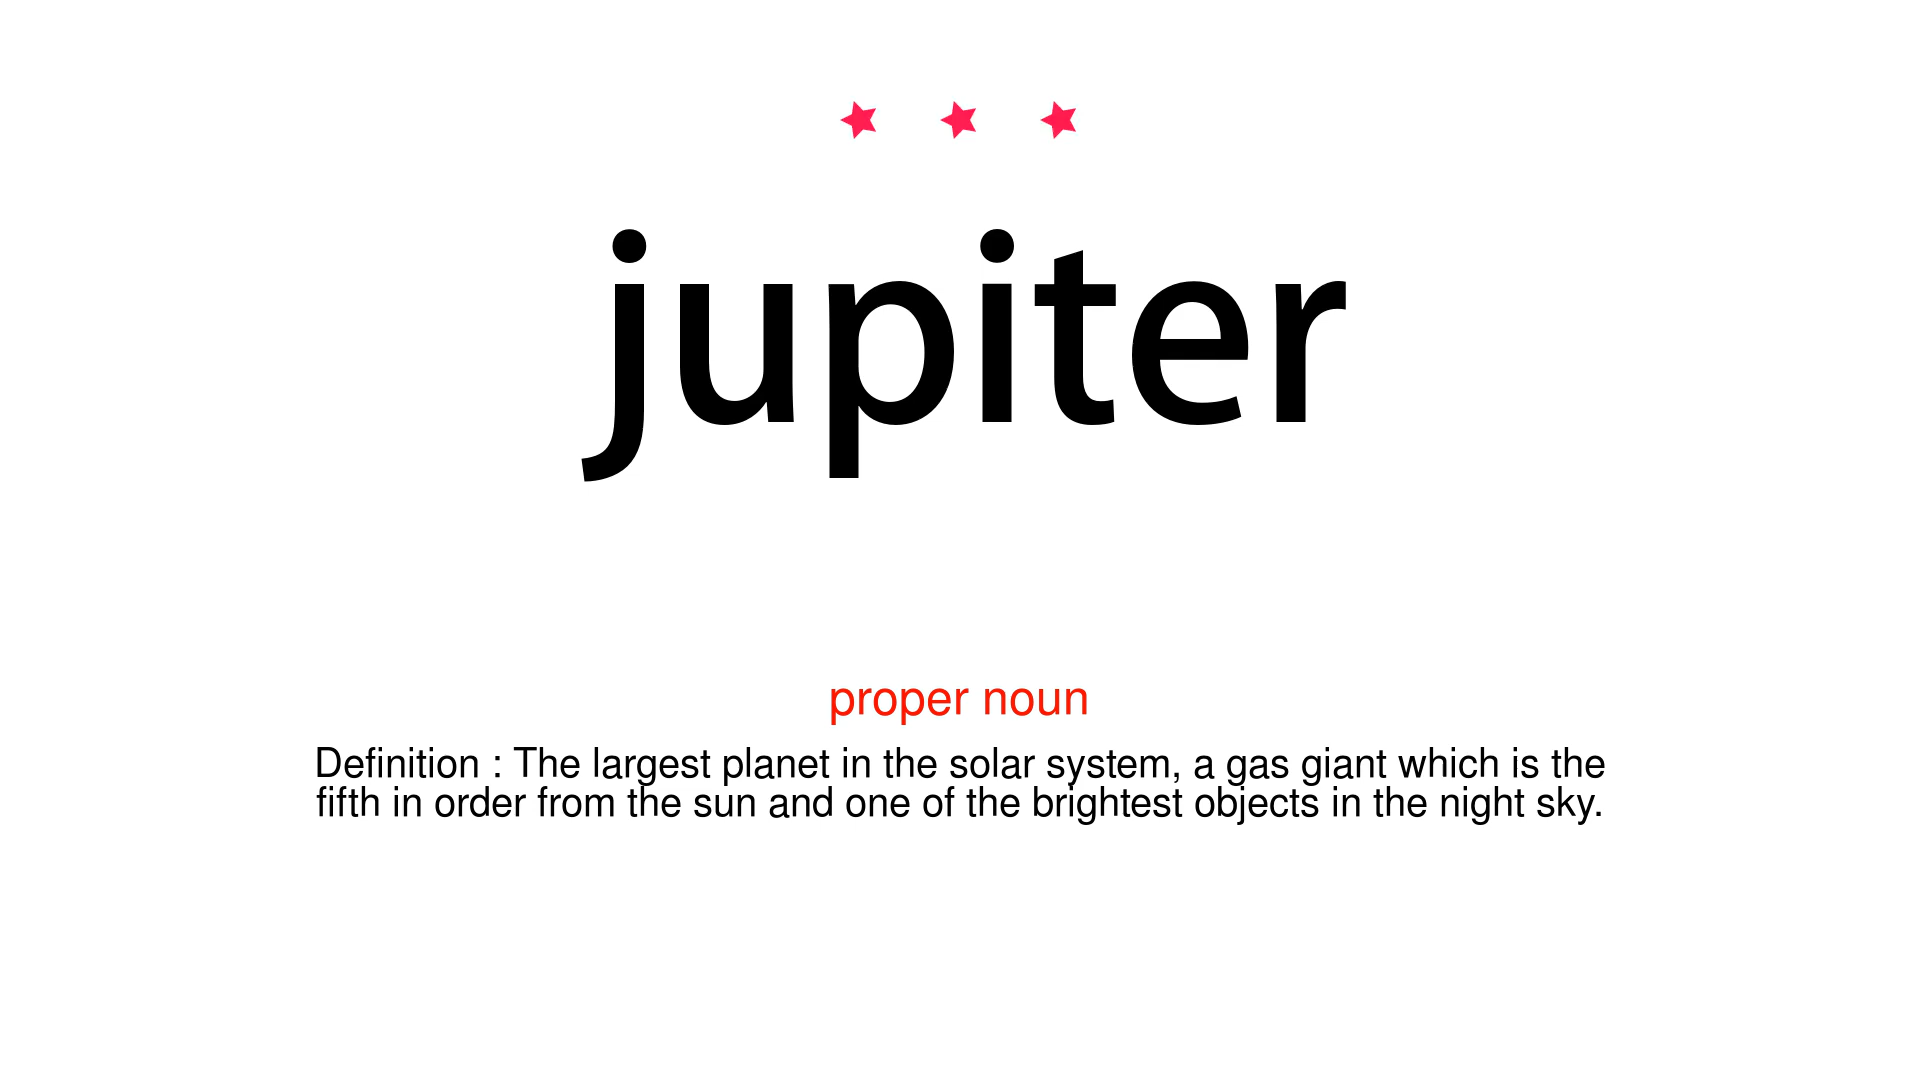 jupiter
proper noun
Definition : The largest planet in the solar system, a gas giant which is the
fifth in order from the sun and one of the brightest objects in the night sky.